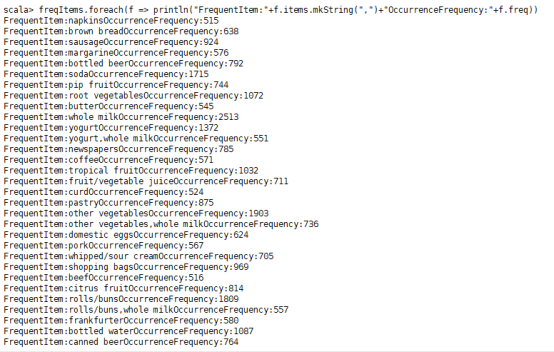 scala> freqItems.foreach(f => println("FrequentItem:"+f.items.mkString(",")+"OccurrenceFrequency:"+f.freq))
FrequentItem:napkinsOccurrenceFrequency:515
FrequentItem:brown breadOccurrenceFrequency:638
FrequentItem:sausageOccurrenceFrequency:924
FrequentItem:margarineOccurrenceFrequency:576
FrequentItem:bottled beerOccurrenceFrequency:792
FrequentItem:sodaOccurrenceFrequency:1715
FrequentItem:pip fruitOccurrenceFrequency:744
FrequentItem:root vegetablesOccurrenceFrequency:1072
FrequentItem:butterOccurrenceFrequency:545
FrequentItem:whole milkOccurrenceFrequency:2513
FrequentItem:yogurtOccurrenceFrequency:1372
FrequentItem:yogurt,whole milkOccurrenceFrequency:551
FrequentItem:newspapersOccurrenceFrequency:785
FrequentItem:coffeeOccurrenceFrequency:571
FrequentItem:tropical fruitOccurrenceFrequency:1032
FrequentItem:fruit/vegetable juiceOccurrenceFrequency:711
FrequentItem:curdOccurrenceFrequency:524
FrequentItem:pastryOccurrenceFrequency:875
FrequentItem:other vegetablesOccurrenceFrequency:1903
FrequentItem:other vegetables,whole milkOccurrenceFrequency:736
FrequentItem:domestic eggsOccurrenceFrequency:624
FrequentItem:porkOccurrenceFrequency:567
FrequentItem:whipped/sour creamOccurrenceFrequency:705
FrequentItem:shopping bagsOccurrenceFrequency:969
FrequentItem:beefOccurrenceFrequency:516
FrequentItem:citrus fruitOccurrenceFrequency:814
FrequentItem:rolls/bunsOccurrenceFrequency:1809
FrequentItem:rolls/buns,whole milkOccurrenceFrequency:557
FrequentItem:frankfurterOccurrenceFrequency:580
FrequentItem:bottled waterOccurrenceFrequency:1087
FrequentItem:canned beerOccurrenceFrequency:764